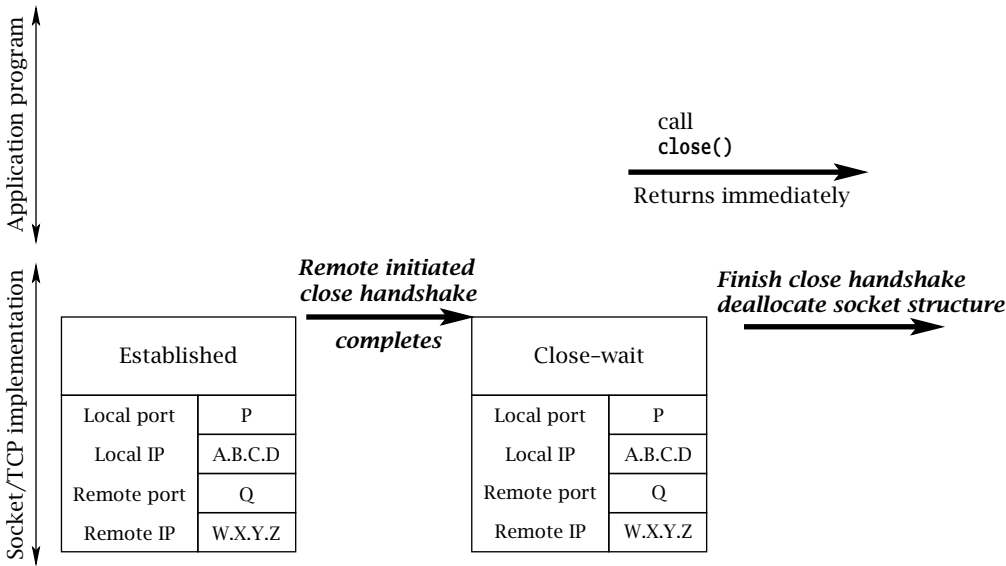 Application program
call
close()
Returns immediately
Socket/TCP implementation
Remote initiated
close handshake
completes
Finish close handshake
deallocate socket structure
Established
Local port P
Local IP A.B.C.D
Remote port Q
Remote IP W.X.Y.Z
Close-wait
Local port P
Local IP A.B.C.D
Remote port Q
Remote IP W.X.Y.Z